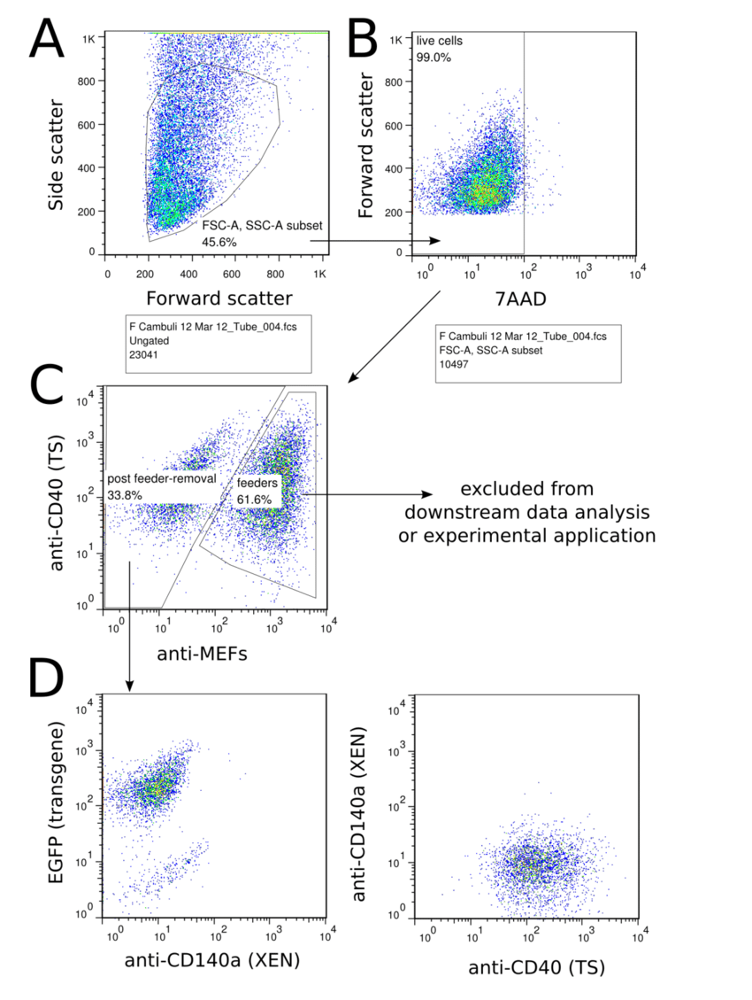 A
1K
800
600
400
200
0
Side scatter
FSC-A, SSC-A subset
45.6%
0 200 400 600 800 1K
Forward scatter
F Cambuli 12 Mar 12_Tube_004.fcs
Ungated
23041
B
live cells
99.0%
1K
800
600
400
200
0
Forward scatter
10^0 10^1 10^2 10^3 10^4
7AAD
F Cambuli 12 Mar 12_Tube_004.fcs
FSC-A, SSC-A subset
10497
C
10^4
10^3
10^2
10^1
10^0
anti-CD40 (TS)
post feeder-removal
33.8%
feeders
61.6%
10^0 10^1 10^2 10^3 10^4
anti-MEFs
excluded from
downstream data analysis
or experimental application
D
10^4
10^3
10^2
10^1
10^0
EGFP (transgene)
10^0 10^1 10^2 10^3 10^4
anti-CD140a (XEN)
10^4
10^3
10^2
10^1
10^0
anti-CD140a (XEN)
10^0 10^1 10^2 10^3 10^4
anti-CD40 (TS)